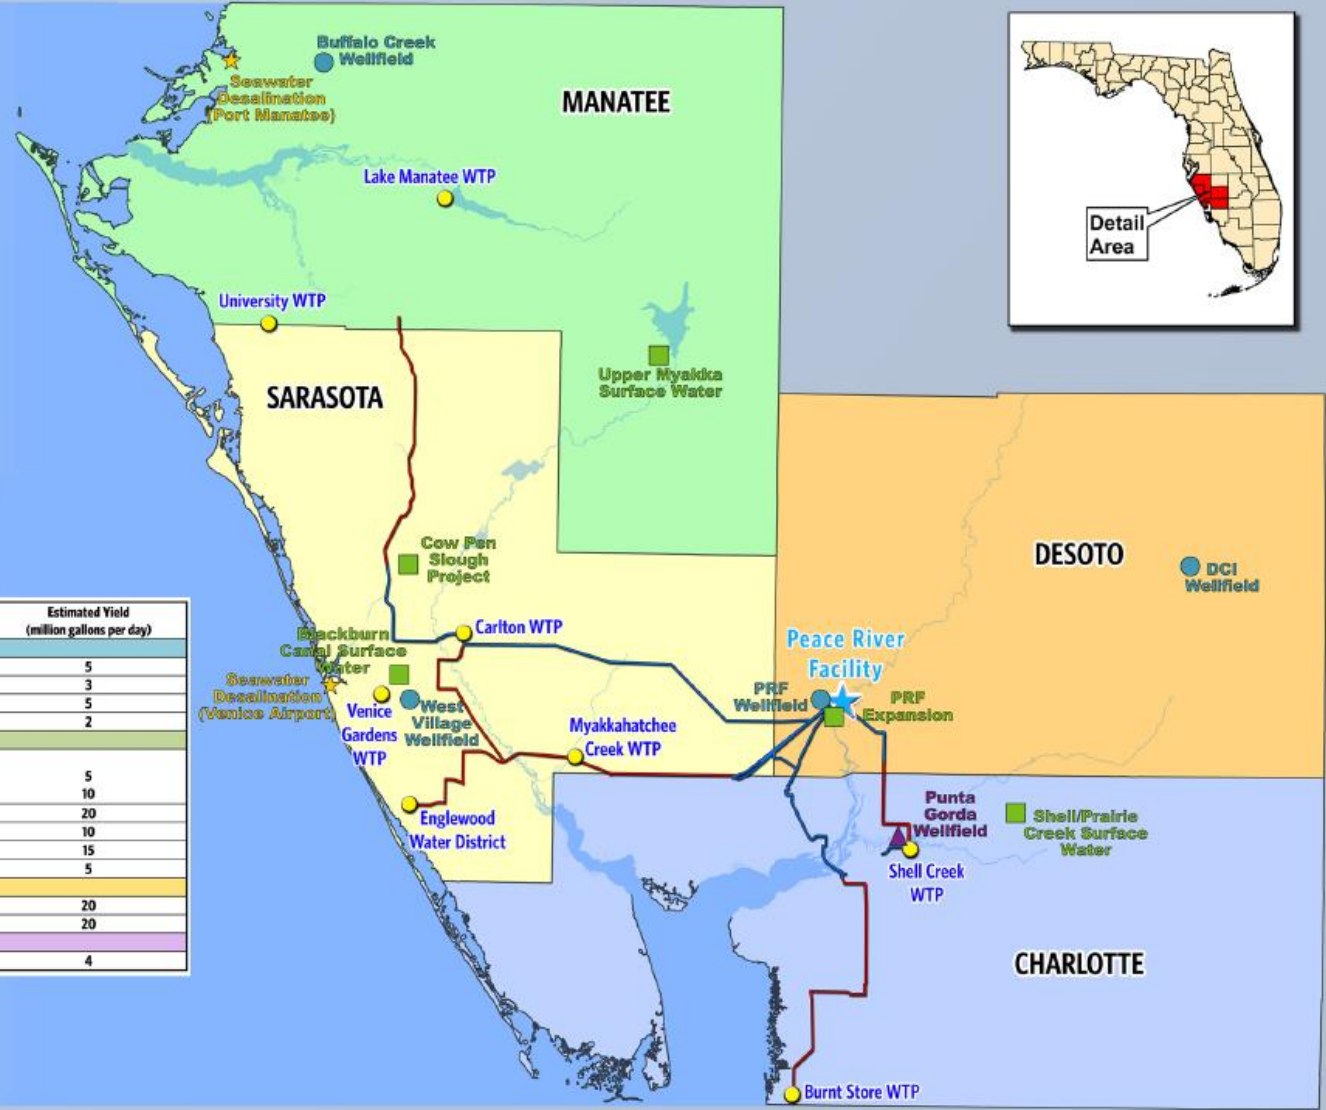 Buffalo Creek
Wellfield
Seawater
Desalination
(Port Manatee)
MANATEE
Lake Manatee WTP
Detail
Area
University WTP
Upper Myakka
Surface Water
SARASOTA
Cow Pen
Slough
Project
DESOTO
DCI
Wellfield
Estimated Yield
(million gallons per day)
5
3
5
2
5
10
20
10
15
5
20
20
4
Blackburn
Canal Surface
Water
Carlton WTP
Peace River
Facility
Seawater
Desalination
(Venice Airport)
Venice
Gardens
WTP
West
Village
Wellfield
PRF
Wellfield
PRF
Expansion
Myakkahatchee
Creek WTP
Englewood
Water District
Punta
Gorda
Wellfield
Shell/Prairie
Creek Surface
Water
Shell Creek
WTP
CHARLOTTE
Burnt Store WTP